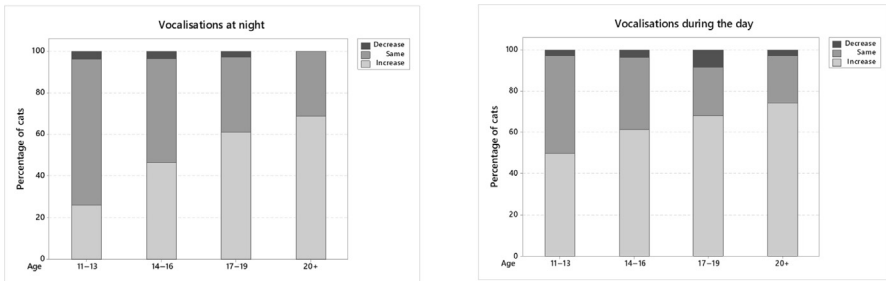 Vocalisations at night
Decrease
Same
Increase
Percentage of cats
100
80
60
40
20
0
Age
11–13
14–16
17–19
20+
Vocalisations during the day
Decrease
Same
Increase
Percentage of cats
100
80
60
40
20
0
Age
11–13
14–16
17–19
20+